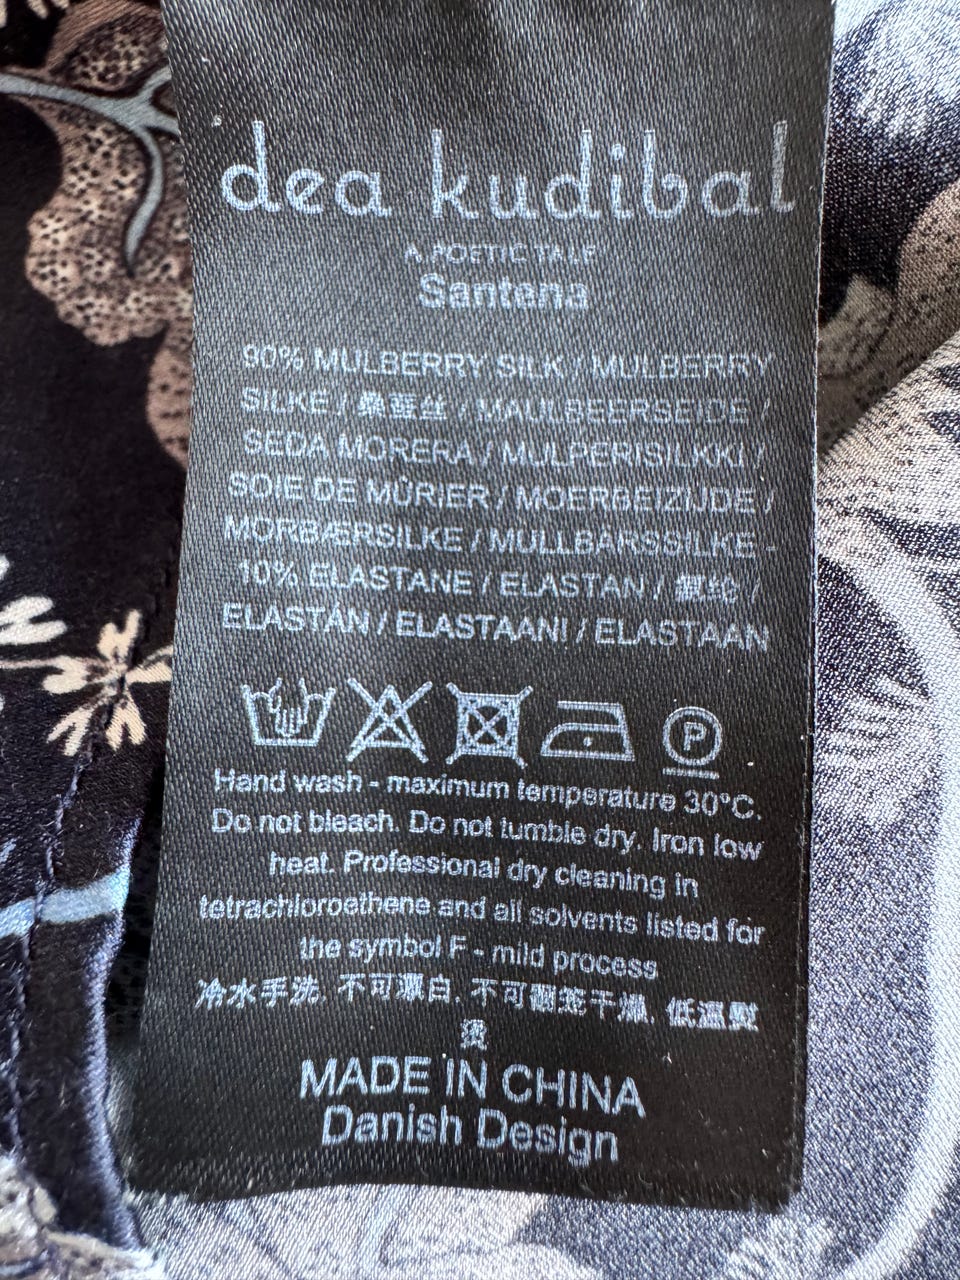 dea kudibal
A POETIC TALE
Santana
90% MULBERRY SILK / MULBERRY
SILKE / 桑蚕丝 / MAULBEERSEIDE /
SEDA MORERA / MULPERISILKKI /
SOIE DE MÛRIER / MOERBEIZIJDE /
MORBÆRSILKE / MULLBÄRSSILKE -
10% ELASTANE / ELASTAN / 氨纶 /
ELASTÁN / ELASTAANI / ELASTAAN
P
Hand wash - maximum temperature 30°C.
Do not bleach. Do not tumble dry. Iron low
heat. Professional dry cleaning in
tetrachloroethene and all solvents listed for
the symbol F - mild process
冷水手洗, 不可漂白, 不可翻滚干燥, 低温熨
烫
MADE IN CHINA
Danish Design